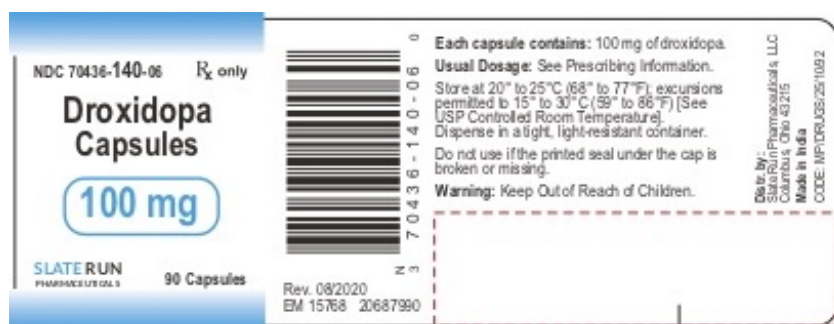 NDC 70436-140-06 Rx only
Droxidopa
Capsules
100 mg
SLATE RUN
PHARMACEUTICALS
90 Capsules
N 3 70436-140-06 0
Rev. 08/2020
EM 15768 20687990
Each capsule contains: 100 mg of droxidopa.
Usual Dosage: See Prescribing Information.
Store at 20° to 25°C (68° to 77°F); excursions
permitted to 15° to 30°C (59° to 86°F) [See
USP Controlled Room Temperature].
Dispense in a tight, light-resistant container.
Do not use if the printed seal under the cap is
broken or missing.
Warning: Keep Out of Reach of Children.
Distr. by:
Slate Run Pharmaceuticals, LLC
Columbus, Ohio 43215
Made in India
CODE: MP/DRUGS/25/10/92